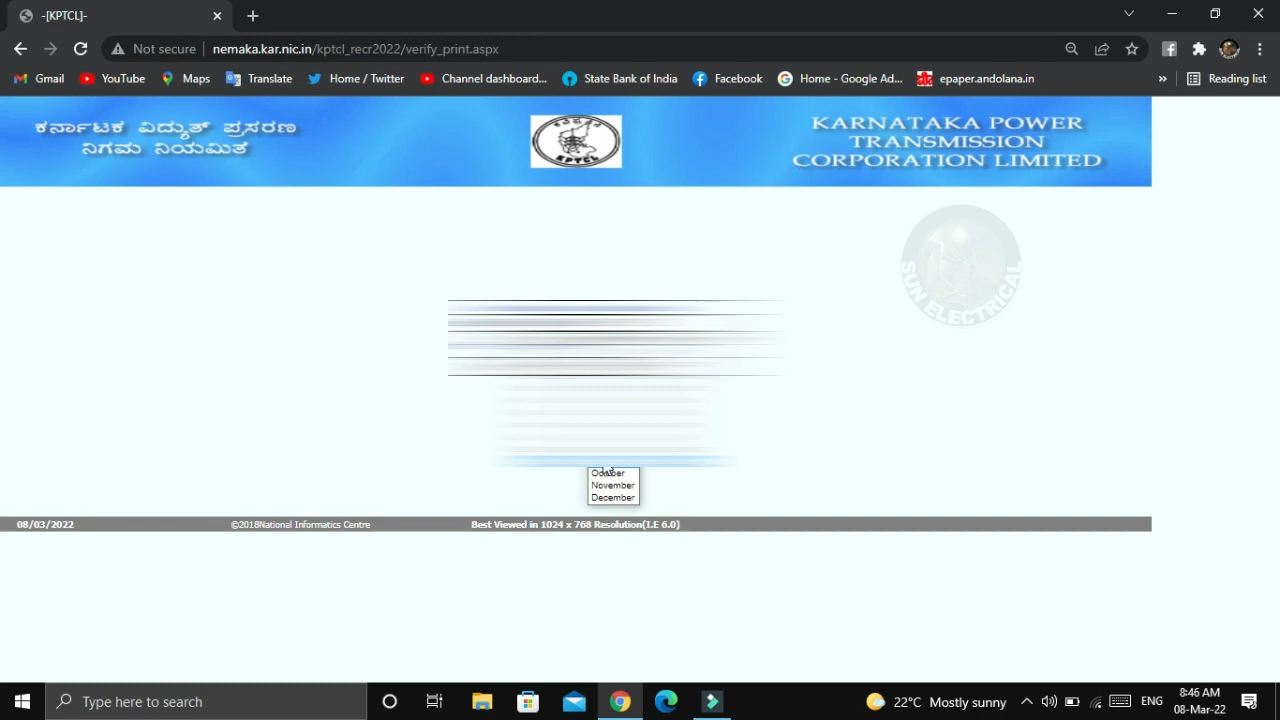 -[KPTCL]-
Not secure
nemaka.kar.nic.in/kptcl_recr2022/verify_print.aspx
Gmail YouTube Maps Translate Home / Twitter Channel dashboard... State Bank of India Facebook Home - Google Ad... epaper.andolana.in » Reading list
ಕರ್ನಾಟಕ ವಿದ್ಯುತ್ ಪ್ರಸರಣ
ನಿಗಮ ನಿಯಮಿತ
KPTCL
KARNATAKA POWER
TRANSMISSION
CORPORATION LIMITED
SUN ELECTRICAL
October
November
December
08/03/2022 ©2018National Informatics Centre Best Viewed in 1024 x 768 Resolution(I.E 6.0)
Type here to search
22°C Mostly sunny
ENG
8:46 AM
08-Mar-22